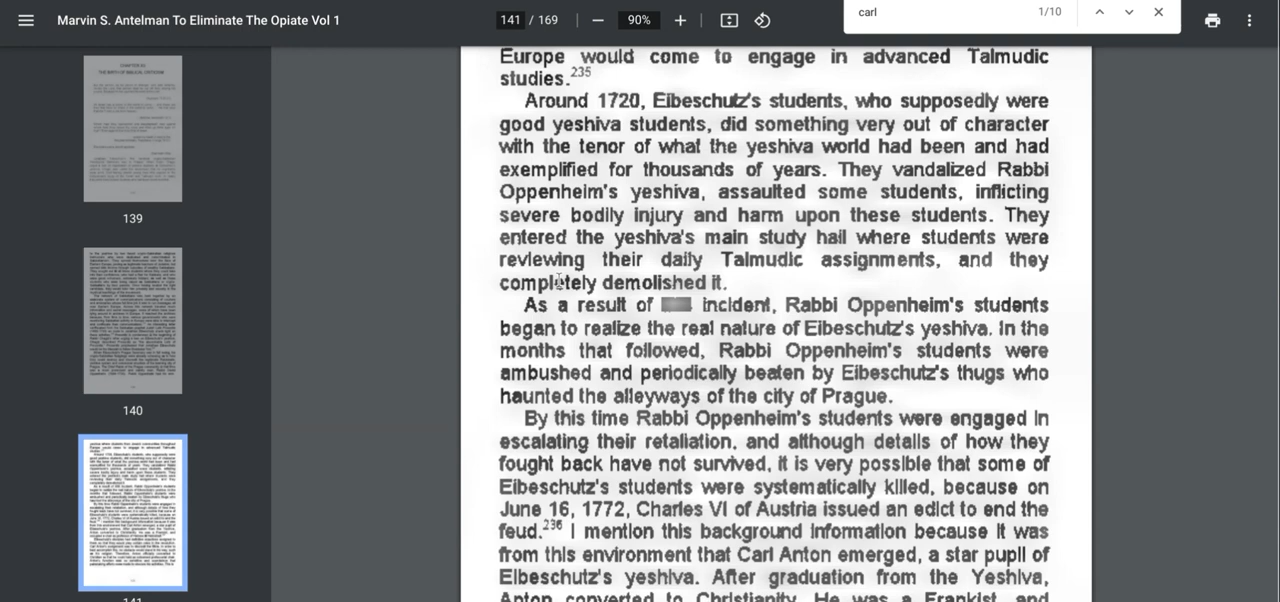 Marvin S. Antelman To Eliminate The Opiate Vol 1
141 / 169
90%
carl
1/10
139
140
141
Europe would come to engage in advanced Talmudic
studies.235
Around 1720, Eibeschutz's students, who supposedly were
good yeshiva students, did something very out of character
with the tenor of what the yeshiva world had been and had
exemplified for thousands of years. They vandalized Rabbi
Oppenheim's yeshiva, assaulted some students, inflicting
severe bodily injury and harm upon these students. They
entered the yeshiva's main study hall where students were
reviewing their daily Talmudic assignments, and they
completely demolished it.
As a result of incident, Rabbi Oppenheim's students
began to realize the real nature of Eibeschutz's yeshiva. In the
months that followed, Rabbi Oppenheim's students were
ambushed and periodically beaten by Eibeschutz's thugs who
haunted the alleyways of the city of Prague.
By this time Rabbi Oppenheim's students were engaged in
escalating their retaliation, and although details of how they
fought back have not survived, it is very possible that some of
Eibeschutz's students were systematically killed, because on
June 16, 1772, Charles VI of Austria issued an edict to end the
feud.236 I mention this background information because it was
from this environment that Carl Anton emerged, a star pupil of
Eibeschutz's yeshiva. After graduation from the Yeshiva,
Anton converted to Christianity. He was a Frankist, and